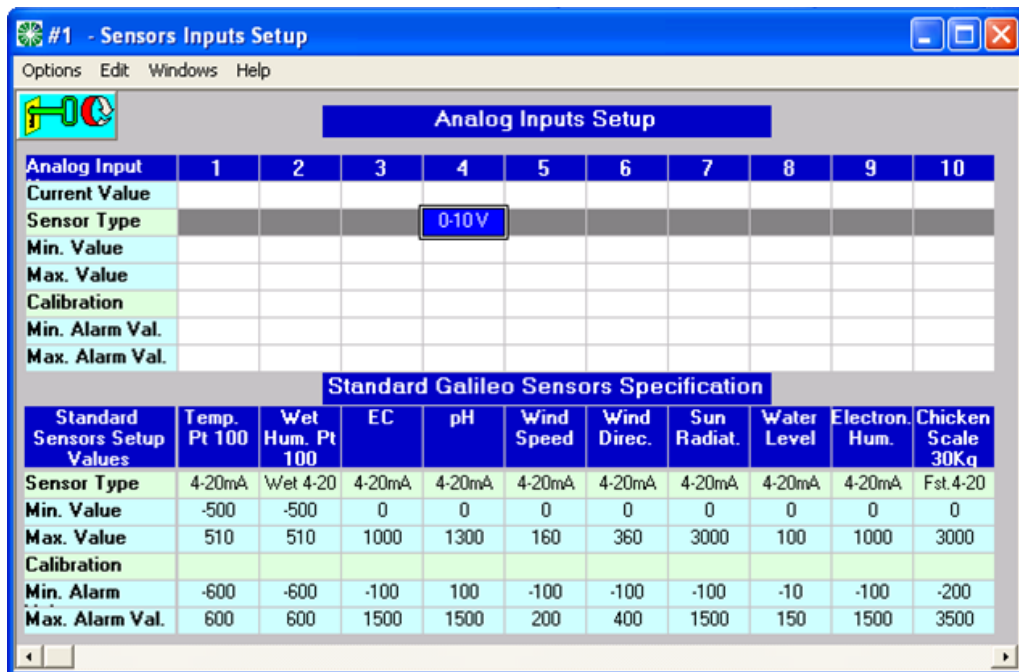 #1 - Sensors Inputs Setup
Options Edit Windows Help
Analog Inputs Setup
Analog Input 1 2 3 4 5 6 7 8 9 10
Current Value
Sensor Type 0-10 V
Min. Value
Max. Value
Calibration
Min. Alarm Val.
Max. Alarm Val.
Standard Galileo Sensors Specification
Standard Sensors Setup Values Temp. Pt 100 Wet Hum. Pt 100 EC pH Wind Speed Wind Direc. Sun Radiat. Water Level Electron. Hum. Chicken Scale 30Kg
Sensor Type 4-20mA Wet 4-20 4-20mA 4-20mA 4-20mA 4-20mA 4-20mA 4-20mA 4-20mA Fst.4-20
Min. Value -500 -500 0 0 0 0 0 0 0 0
Max. Value 510 510 1000 1300 160 360 3000 100 1000 3000
Calibration
Min. Alarm -600 -600 -100 100 -100 -100 -100 -10 -100 -200
Max. Alarm Val. 600 600 1500 1500 200 400 1500 150 1500 3500